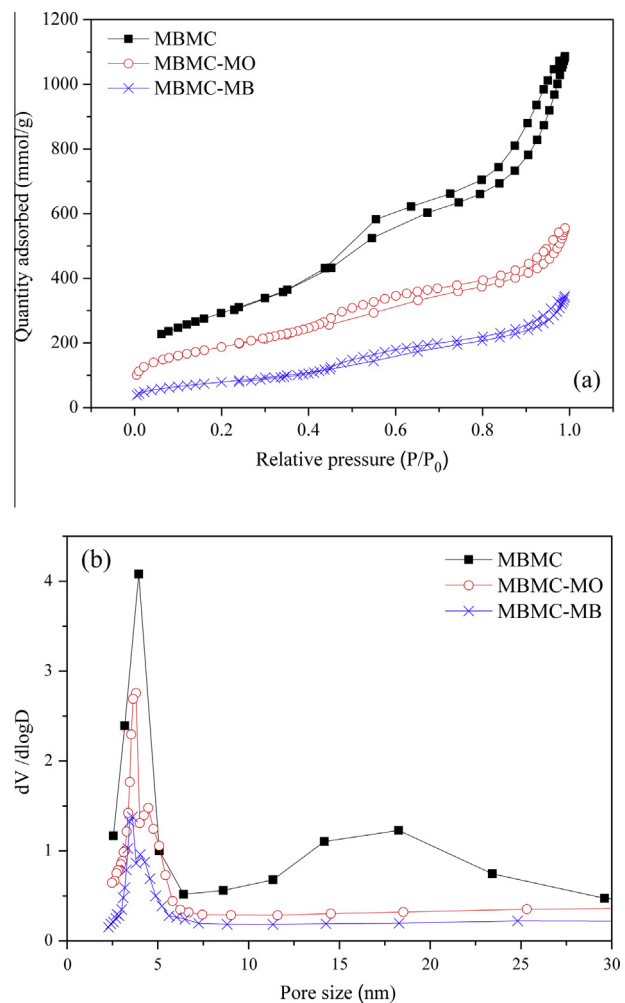 MBMC
MBMC-MO
MBMC-MB
Quantity adsorbed (mmol/g)
1200
1000
800
600
400
200
0
0.0 0.2 0.4 0.6 0.8 1.0
(a)
Relative pressure (P/P₀)
(b)
MBMC
MBMC-MO
MBMC-MB
dV /dlogD
4
3
2
1
0
0 5 10 15 20 25 30
Pore size (nm)